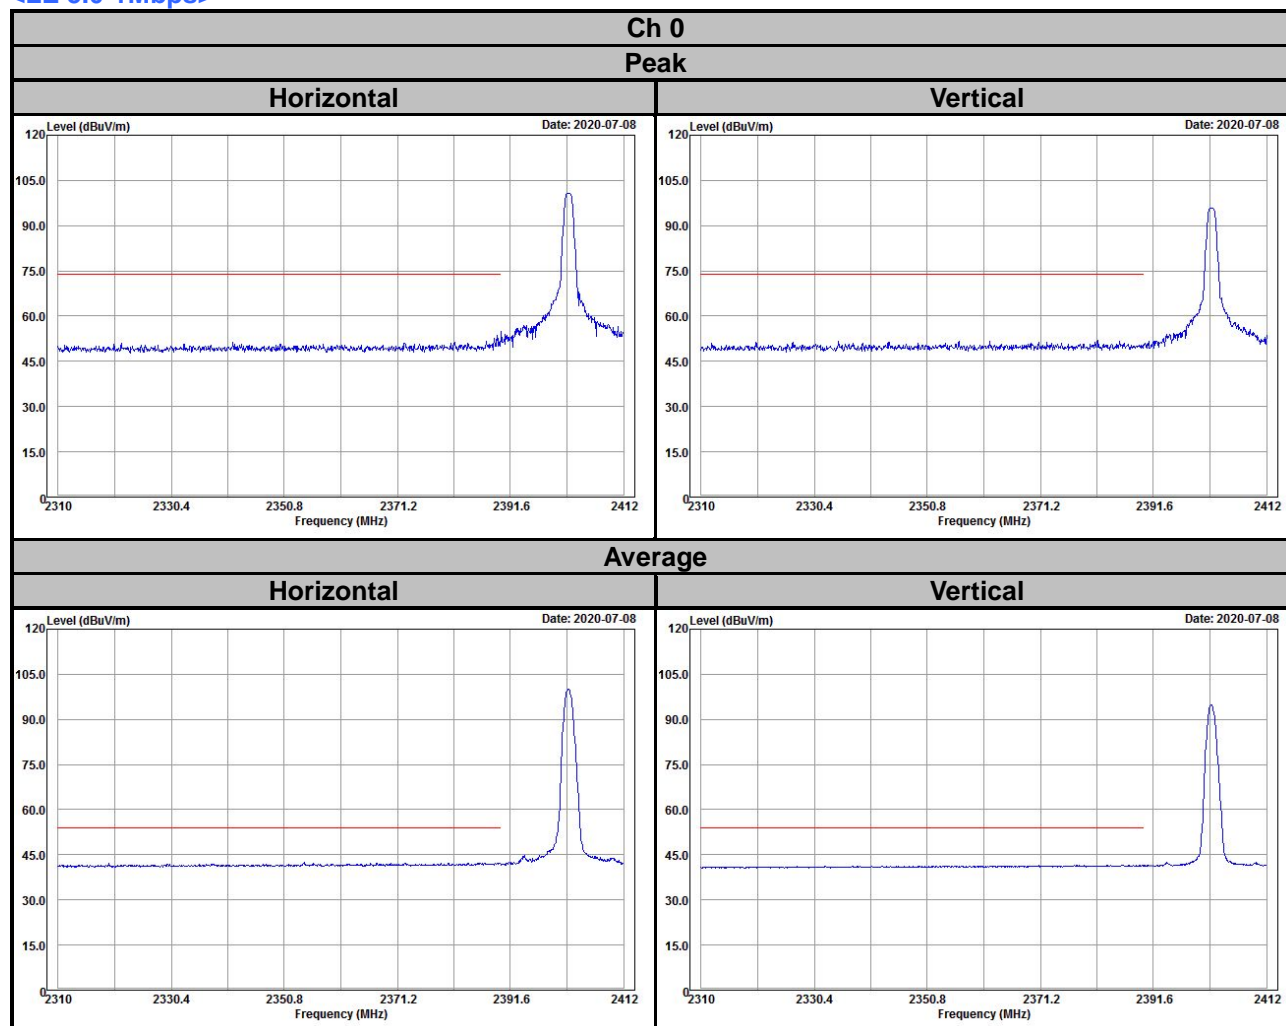 Ch 0
Peak
Horizontal Vertical
Level (dBuV/m) Date: 2020-07-08 Level (dBuV/m) Date: 2020-07-08
120 120
105.0 105.0
90.0 90.0
75.0 75.0
60.0 60.0
45.0 45.0
30.0 30.0
15.0 15.0
0 0
2310 2330.4 2350.8 2371.2 2391.6 2412 2310 2330.4 2350.8 2371.2 2391.6 2412
Frequency (MHz) Frequency (MHz)
Average
Horizontal Vertical
Level (dBuV/m) Date: 2020-07-08 Level (dBuV/m) Date: 2020-07-08
120 120
105.0 105.0
90.0 90.0
75.0 75.0
60.0 60.0
45.0 45.0
30.0 30.0
15.0 15.0
0 0
2310 2330.4 2350.8 2371.2 2391.6 2412 2310 2330.4 2350.8 2371.2 2391.6 2412
Frequency (MHz) Frequency (MHz)